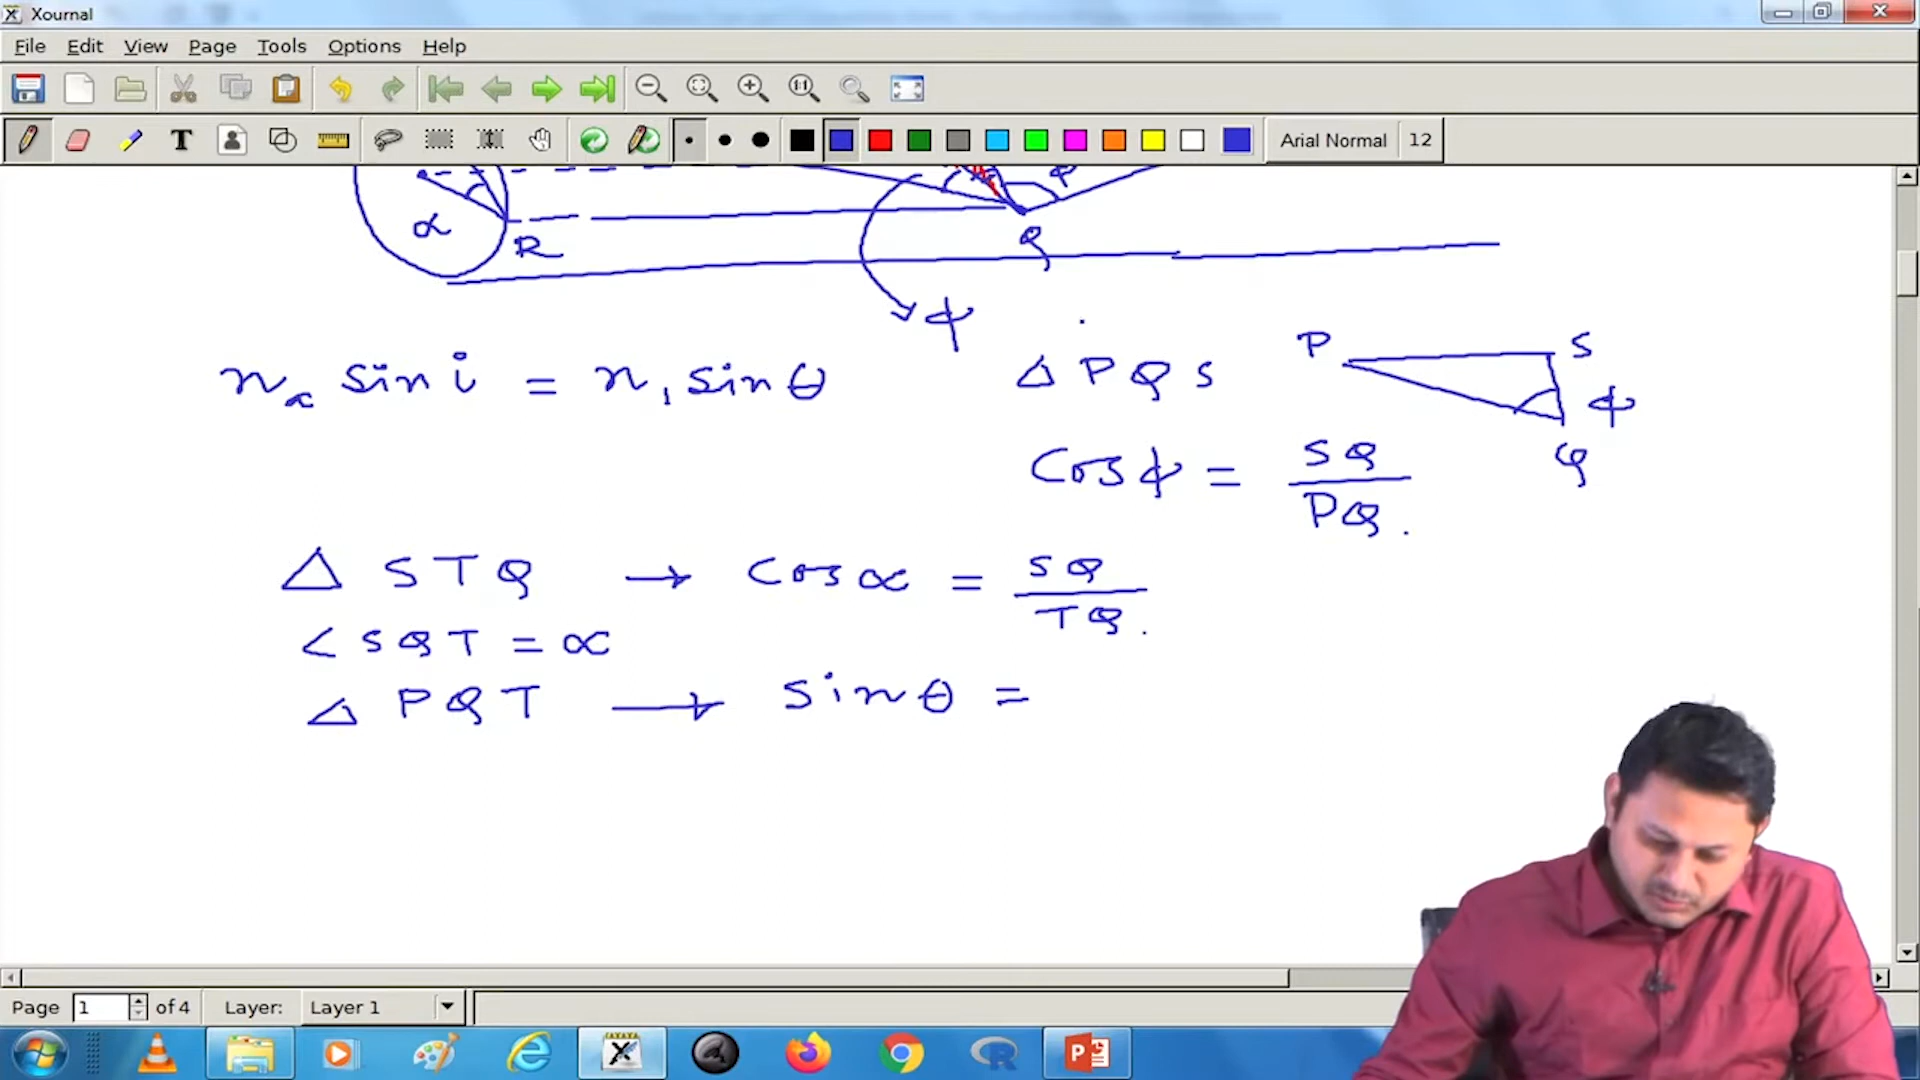 Xournal
File Edit View Page Tools Options Help
Arial Normal 12
α R Q φ
ϕ
n_a sin i = n_1 sin θ
Δ P Q S
P S ϕ Q
Cos ϕ = SQ / PQ.
Δ STQ → Cos α = SQ / TQ.
< SQT = α
Δ PQT → sin θ =
Page 1 of 4 Layer: Layer 1